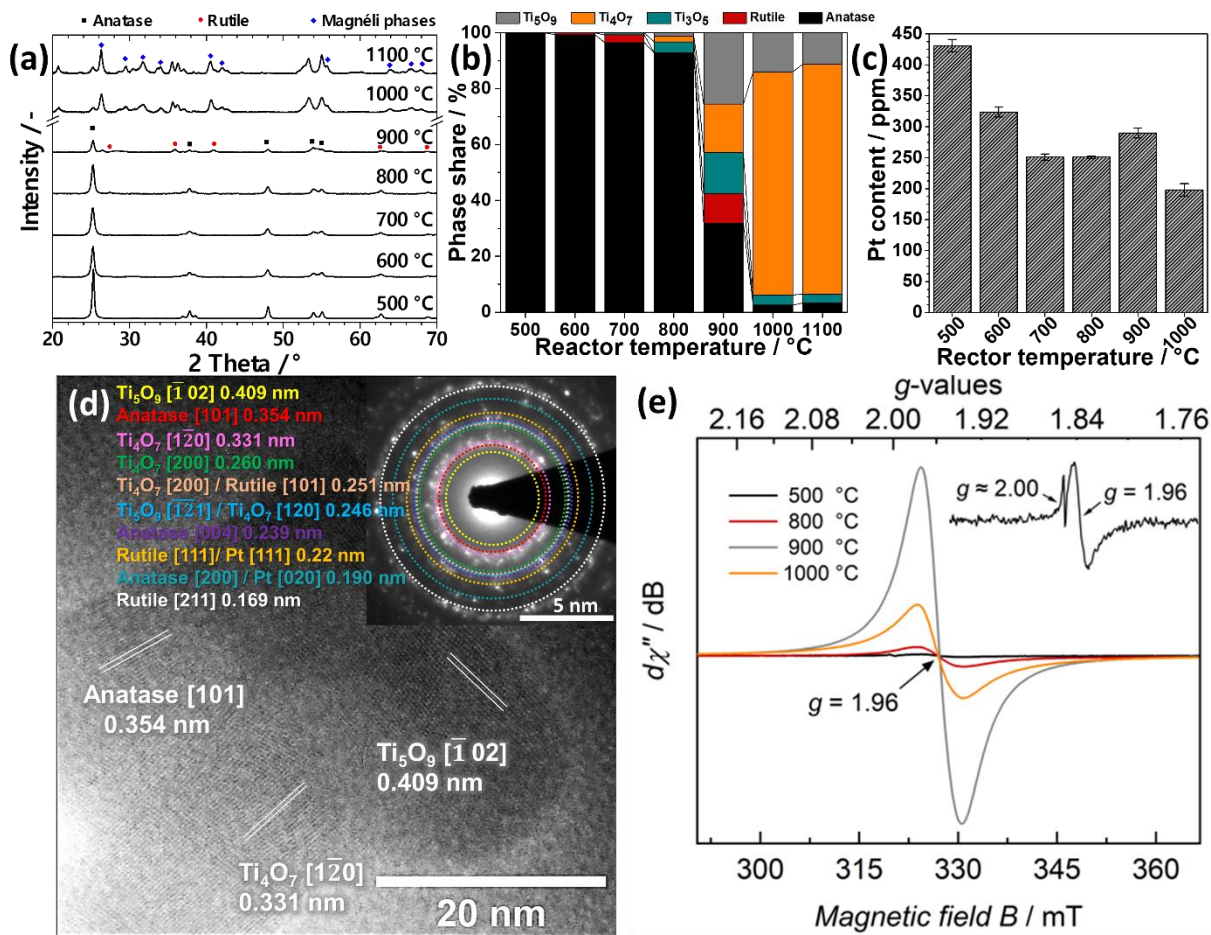 ■ Anatase ● Rutile ◆ Magnéli phases
(a)
1100 °C
1000 °C
900 °C
800 °C
700 °C
600 °C
500 °C
Intensity / -
20 30 40 50 60 70
2 Theta / °
Ti5O9 Ti4O7 Ti3O5 Rutile Anatase
(b)
Phase share / %
100
80
60
40
20
0
500 600 700 800 900 1000 1100
Reactor temperature / °C
(c)
Pt content / ppm
450
400
350
300
250
200
150
100
50
0
500 600 700 800 900 1000
Rector temperature / °C
(d)
Ti5O9 [1̅ 02] 0.409 nm
Anatase [101] 0.354 nm
Ti4O7 [12̅0] 0.331 nm
Ti4O7 [200] 0.260 nm
Ti4O7 [200] / Rutile [101] 0.251 nm
Ti5O9 [1̅2̅1] / Ti4O7 [120] 0.246 nm
Anatase [004] 0.239 nm
Rutile [111]/ Pt [111] 0.22 nm
Anatase [200] / Pt [020] 0.190 nm
Rutile [211] 0.169 nm
5 nm
Anatase [101]
0.354 nm
Ti5O9 [1̅ 02]
0.409 nm
Ti4O7 [12̅0]
0.331 nm
20 nm
(e)
g-values
2.16 2.08 2.00 1.92 1.84 1.76
500 °C
800 °C
900 °C
1000 °C
g ≈ 2.00
g = 1.96
g = 1.96
dχ″ / dB
300 315 330 345 360
Magnetic field B / mT